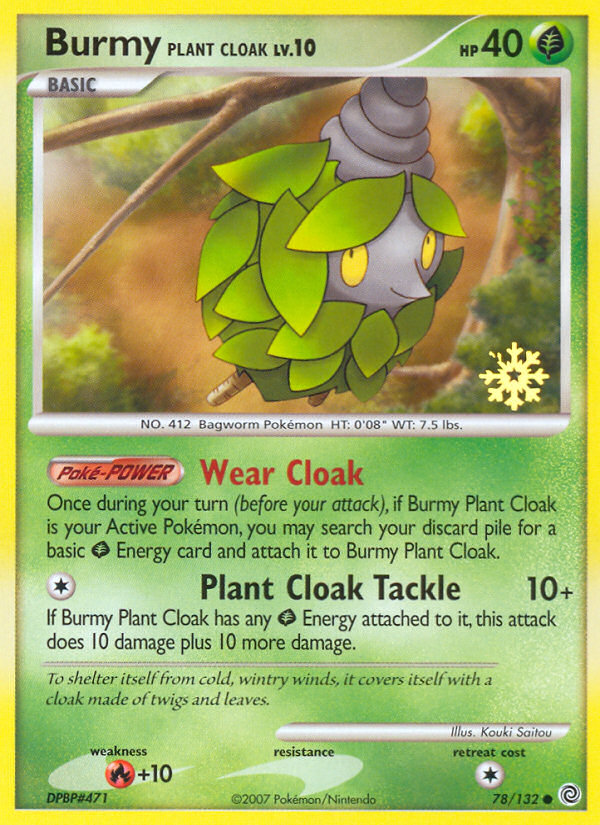 Burmy PLANT CLOAK LV.10 HP 40
BASIC
NO. 412 Bagworm Pokémon HT: 0'08" WT: 7.5 lbs.
Poké-POWER Wear Cloak
Once during your turn (before your attack), if Burmy Plant Cloak
is your Active Pokémon, you may search your discard pile for a
basic Energy card and attach it to Burmy Plant Cloak.
Plant Cloak Tackle 10+
If Burmy Plant Cloak has any Energy attached to it, this attack
does 10 damage plus 10 more damage.
To shelter itself from cold, wintry winds, it covers itself with a
cloak made of twigs and leaves.
Illus. Kouki Saitou
weakness resistance retreat cost
+10
DPBP#471 ©2007 Pokémon/Nintendo 78/132